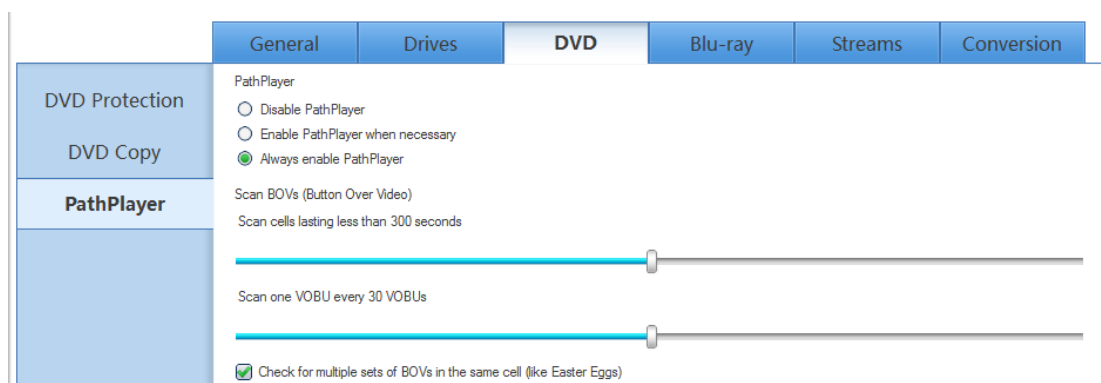 General Drives DVD Blu-ray Streams Conversion
DVD Protection
DVD Copy
PathPlayer
PathPlayer
Disable PathPlayer
Enable PathPlayer when necessary
Always enable PathPlayer
Scan BOVs (Button Over Video)
Scan cells lasting less than 300 seconds
Scan one VOBU every 30 VOBUs
Check for multiple sets of BOVs in the same cell (like Easter Eggs)